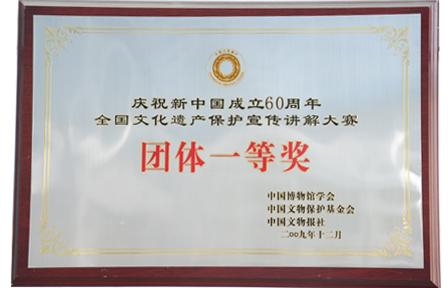 庆祝新中国成立60周年
全国文化遗产保护宣传讲解大赛
团体一等奖
中国博物馆学会
中国文物保护基金会
中国文物报社
二〇〇九年十二月